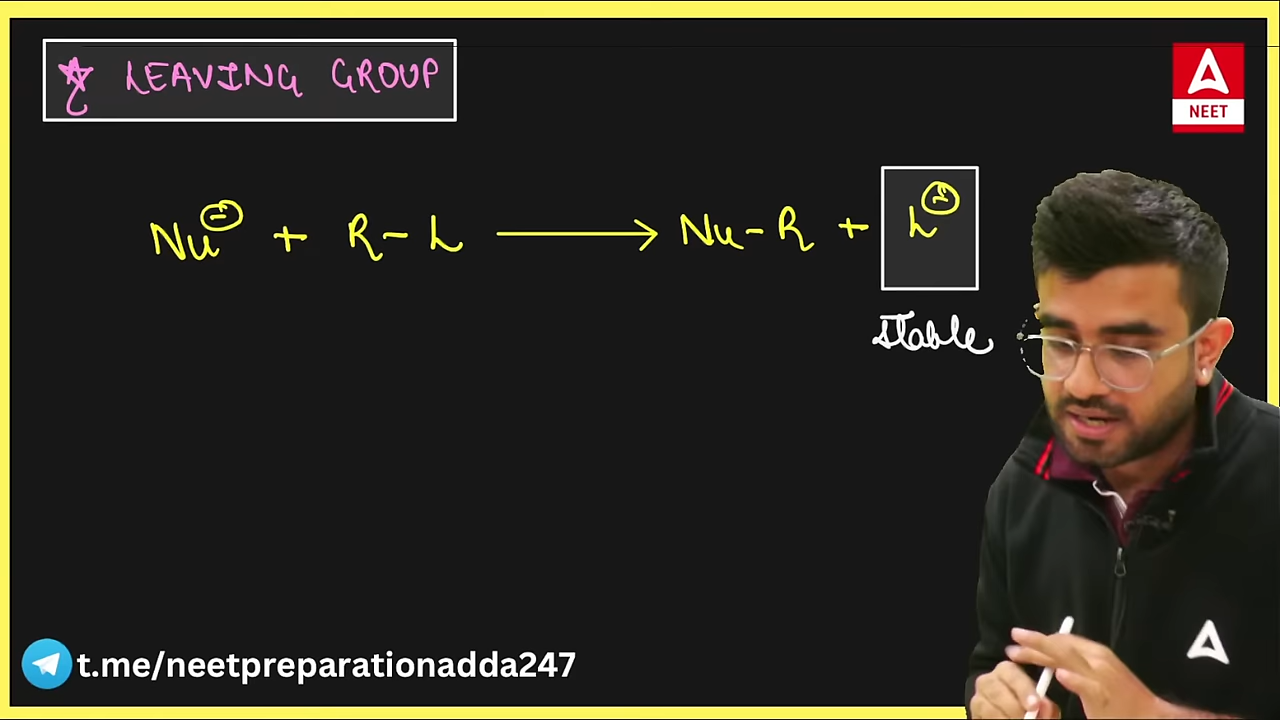 LEAVING GROUP
NEET
Nu⊖ + R-L ⟶ Nu-R + L⊖
stable
t.me/neetpreparationadda247